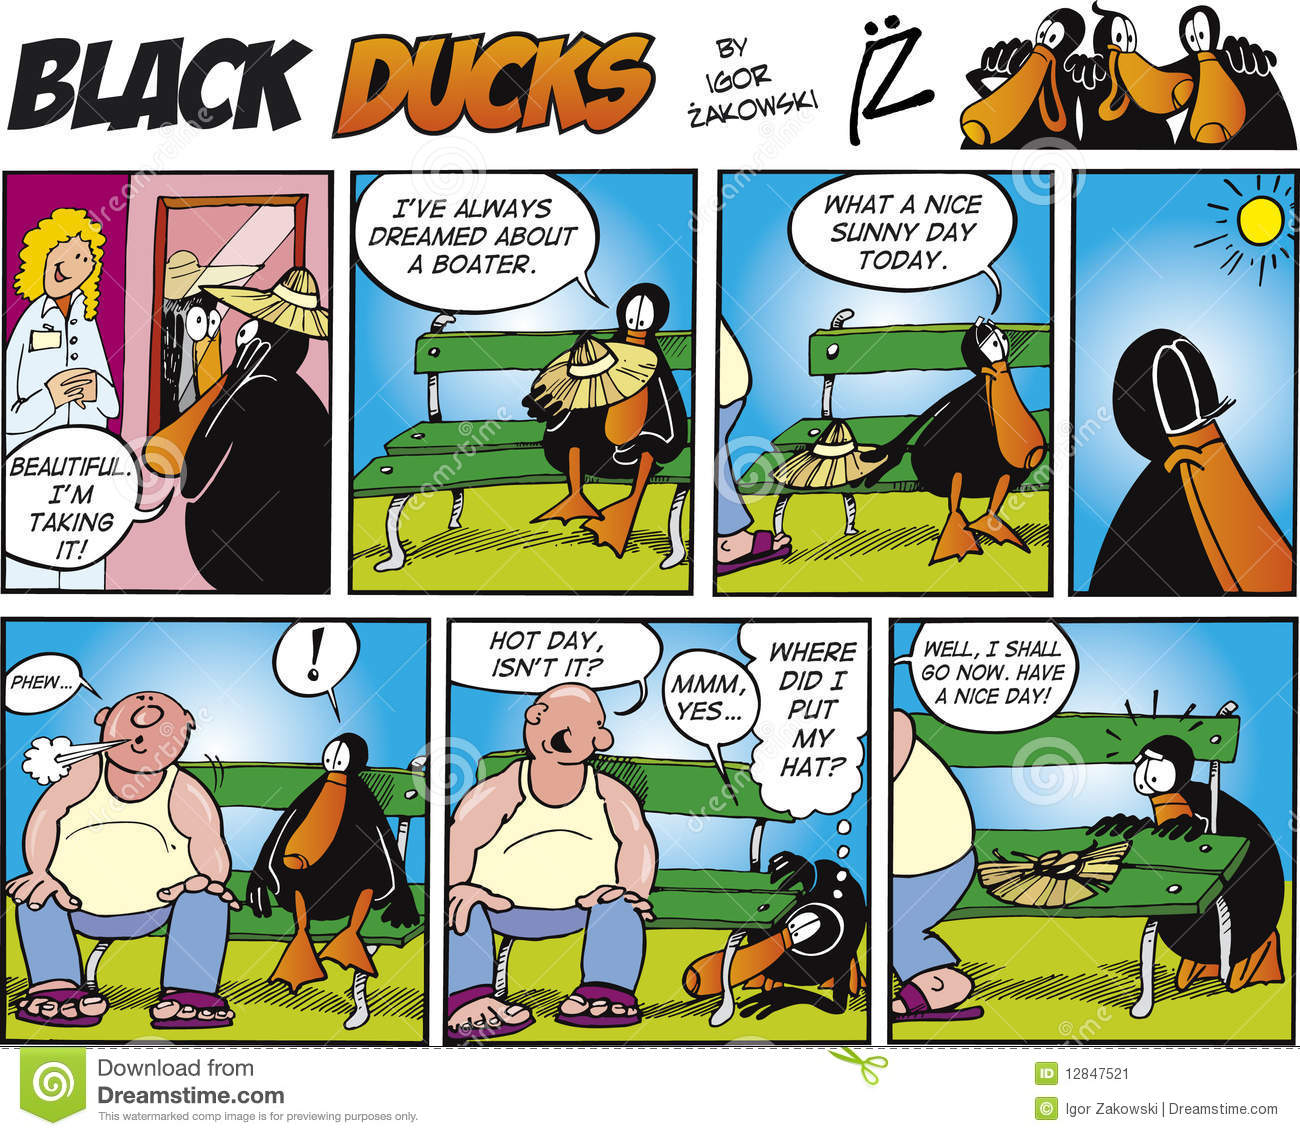 BLACK DUCKS
BY
IGOR
ŻAKOWSKI
IŻ
BEAUTIFUL.
I'M
TAKING
IT!
I'VE ALWAYS
DREAMED ABOUT
A BOATER.
WHAT A NICE
SUNNY DAY
TODAY.
PHEW...
!
HOT DAY,
ISN'T IT?
MMM,
YES...
WHERE
DID I
PUT
MY
HAT?
WELL, I SHALL
GO NOW. HAVE
A NICE DAY!
Download from
Dreamstime.com
This watermarked comp image is for previewing purposes only.
ID 12847521
© Igor Zakowski | Dreamstime.com